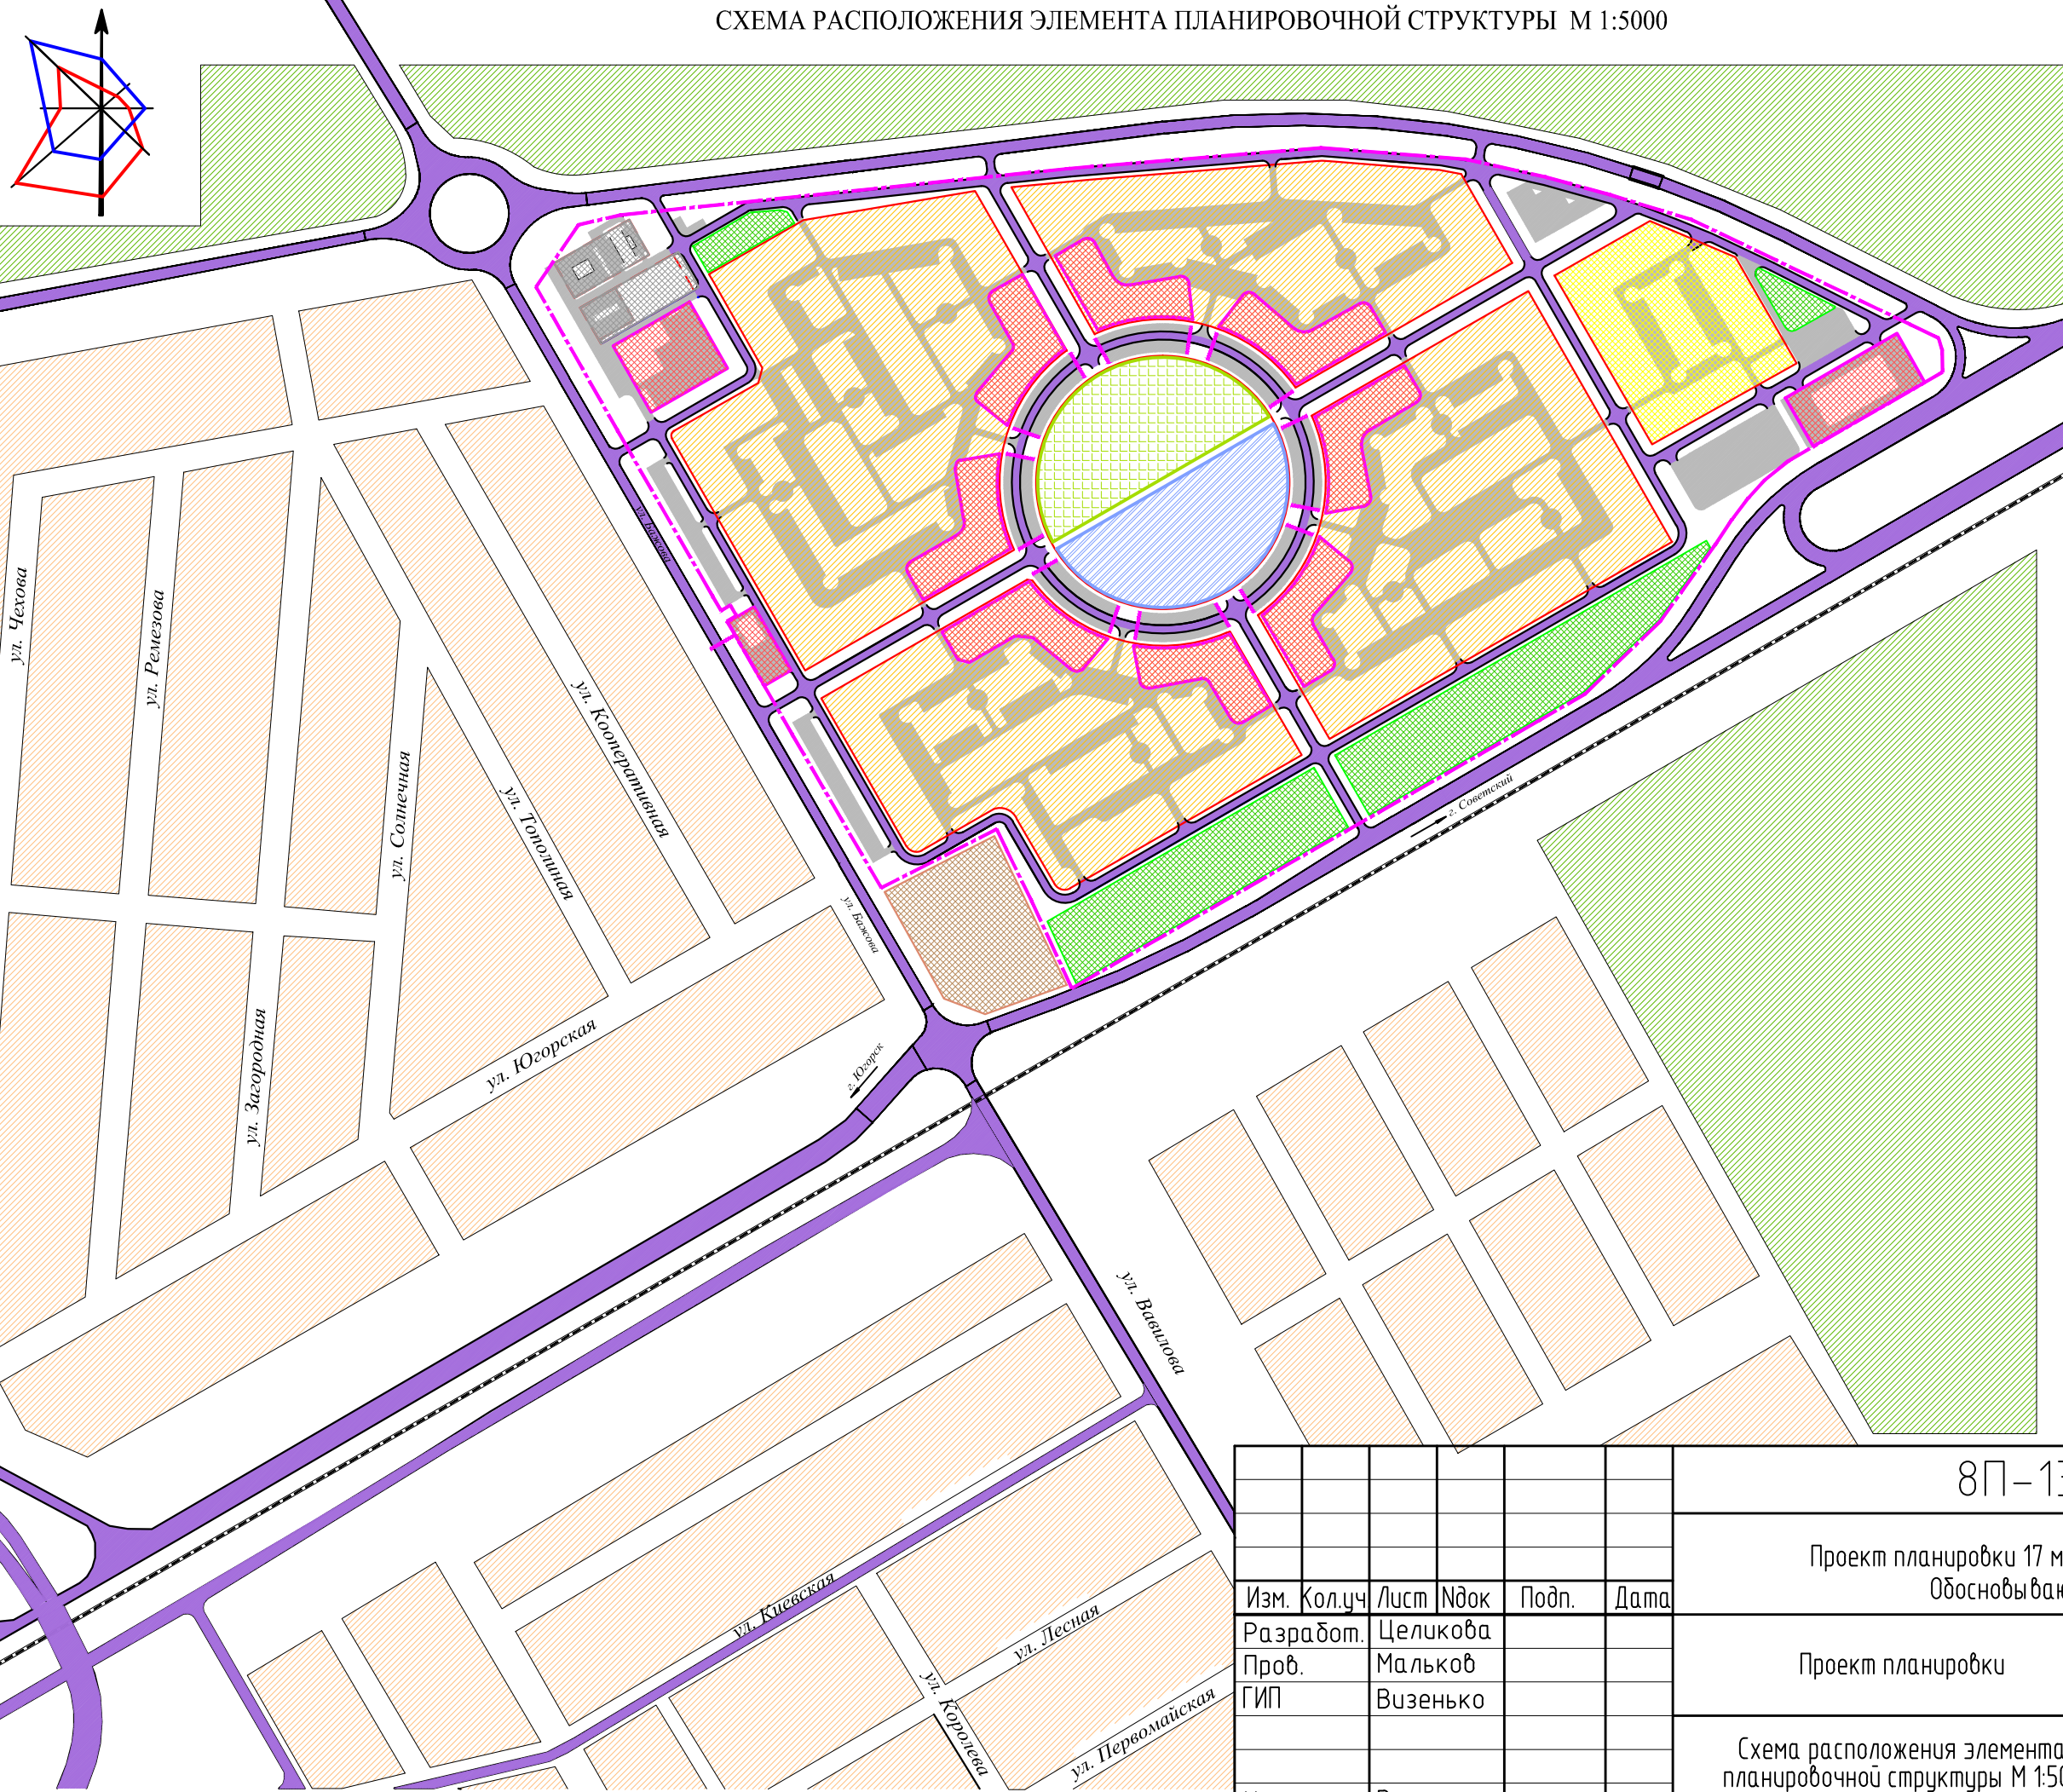 СХЕМА РАСПОЛОЖЕНИЯ ЭЛЕМЕНТА ПЛАНИРОВОЧНОЙ СТРУКТУРЫ М 1:5000
ул. Бажова
ул. Чехова
ул. Ремезова
ул. Кооперативная
ул. Солнечная
ул. Тополиная
г. Советский
ул. Бажова
ул. Загородная
ул. Югорская
г. Югорск
ул. Вавилова
ул. Киевская
ул. Лесная
ул. Королева
ул. Первомайская
8П-13
Проект планировки 17 м
Обосновываю
Изм. Кол.уч Лист Nдок Подп. Дата
Разработ. Целикова
Пров. Мальков
ГИП Визенько
Проект планировки
Схема расположения элемента
планировочной структуры М 1:50